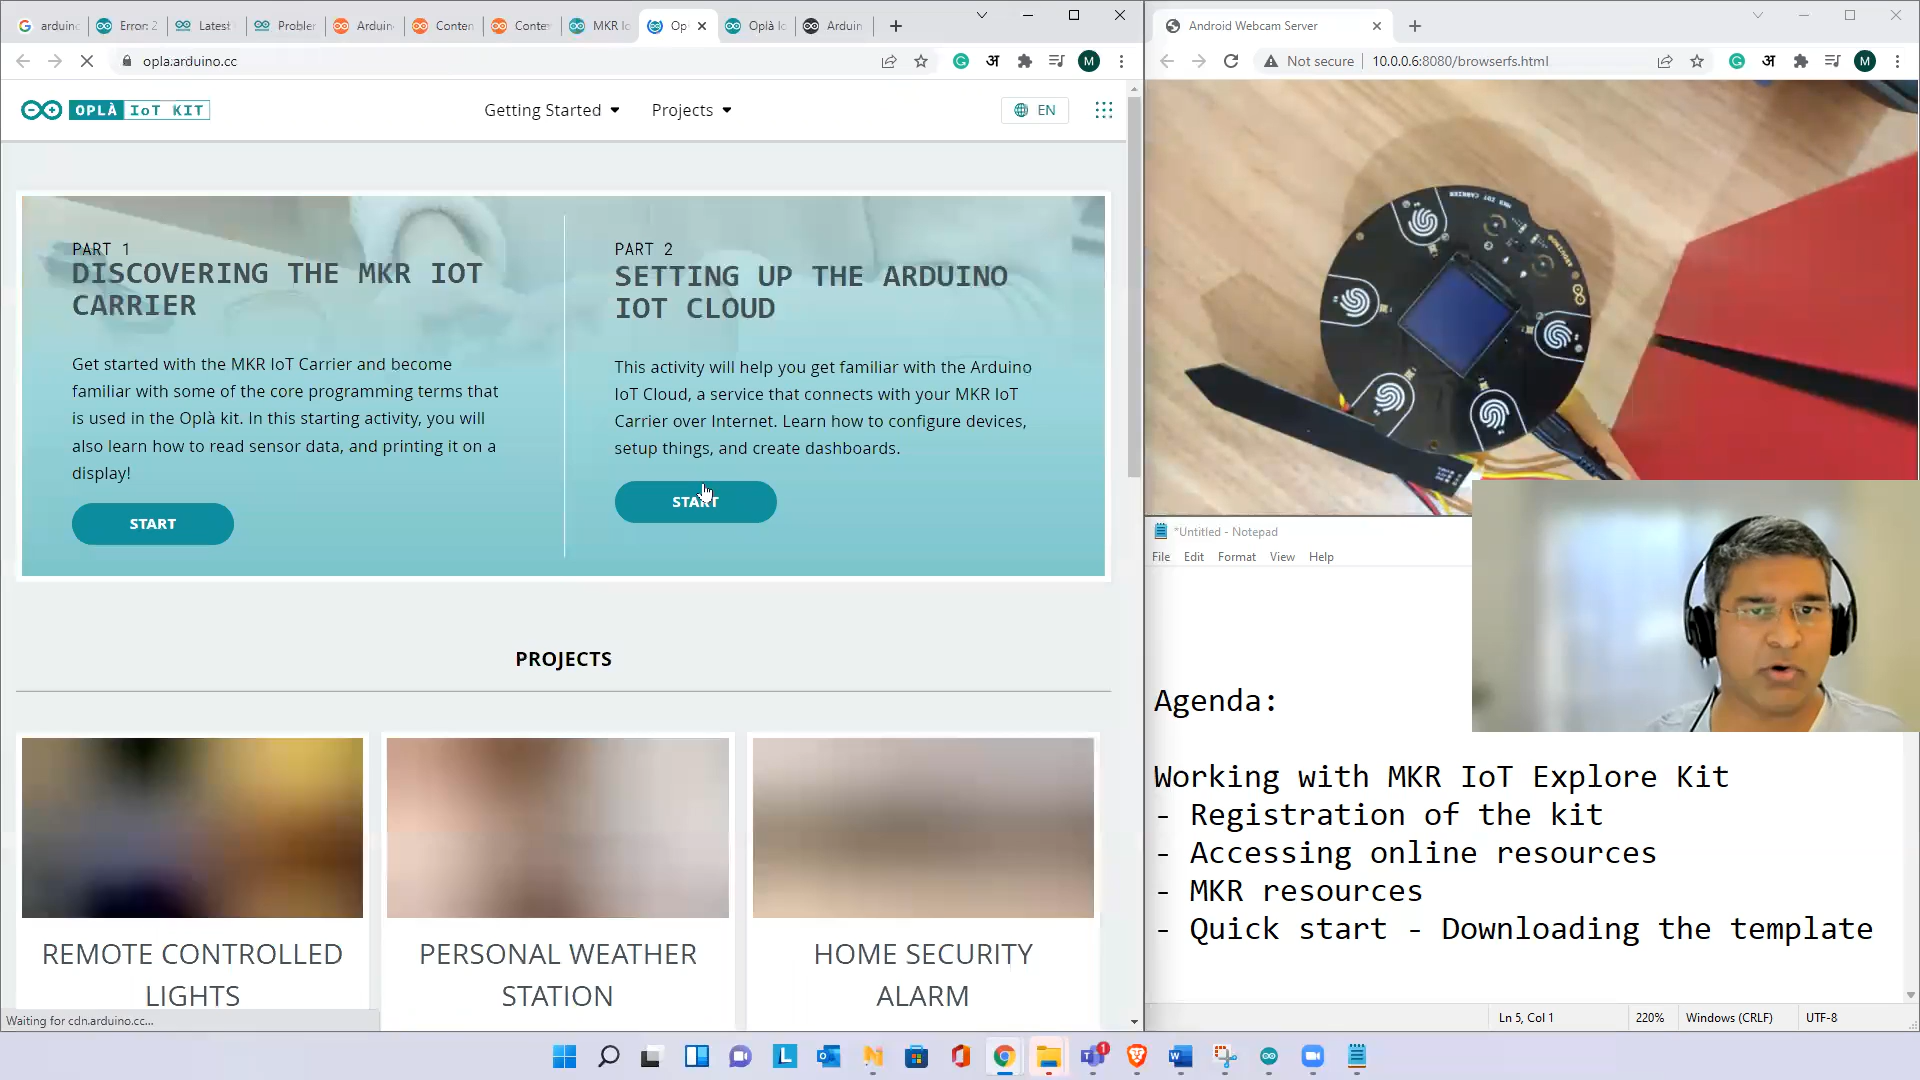 arduino
Error: 2
Latest
Problem
Arduin
Conten
Contes
MKR Io
Op
Oplà Io
Arduin
opla.arduino.cc
M
OPLÀ IoT KIT
Getting Started
Projects
EN
PART 1
DISCOVERING THE MKR IOT
CARRIER
Get started with the MKR IoT Carrier and become
familiar with some of the core programming terms that
is used in the Oplà kit. In this starting activity, you will
also learn how to read sensor data, and printing it on a
display!
START
PART 2
SETTING UP THE ARDUINO
IOT CLOUD
This activity will help you get familiar with the Arduino
IoT Cloud, a service that connects with your MKR IoT
Carrier over Internet. Learn how to configure devices,
setup things, and create dashboards.
START
PROJECTS
REMOTE CONTROLLED
LIGHTS
PERSONAL WEATHER
STATION
HOME SECURITY
ALARM
Waiting for cdn.arduino.cc...
Android Webcam Server
Not secure
10.0.0.6:8080/browserfs.html
अ
M
MKR IOT CARRIER
ARDUINO
*Untitled - Notepad
File Edit Format View Help
Agenda:
Working with MKR IoT Explore Kit
- Registration of the kit
- Accessing online resources
- MKR resources
- Quick start - Downloading the template
Ln 5, Col 1
220%
Windows (CRLF)
UTF-8
1